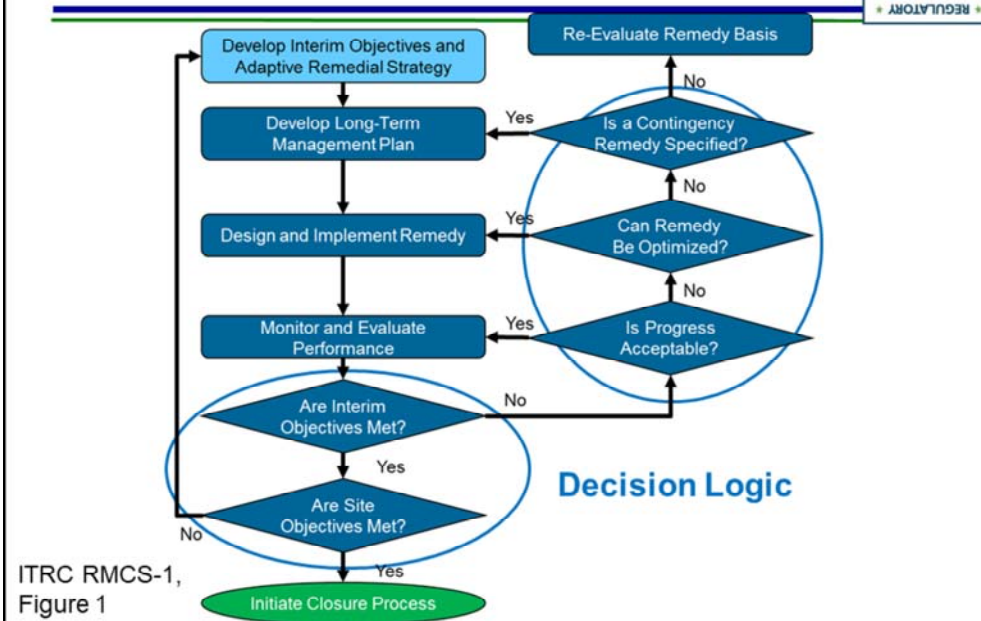 REGULATORY
Develop Interim Objectives and
Adaptive Remedial Strategy
Re-Evaluate Remedy Basis
No
Develop Long-Term
Management Plan
Yes
Is a Contingency
Remedy Specified?
No
Design and Implement Remedy
Yes
Can Remedy
Be Optimized?
No
Monitor and Evaluate
Performance
Yes
Is Progress
Acceptable?
Are Interim
Objectives Met?
No
Yes
Decision Logic
Are Site
Objectives Met?
No
Yes
ITRC RMCS-1,
Figure 1
Initiate Closure Process